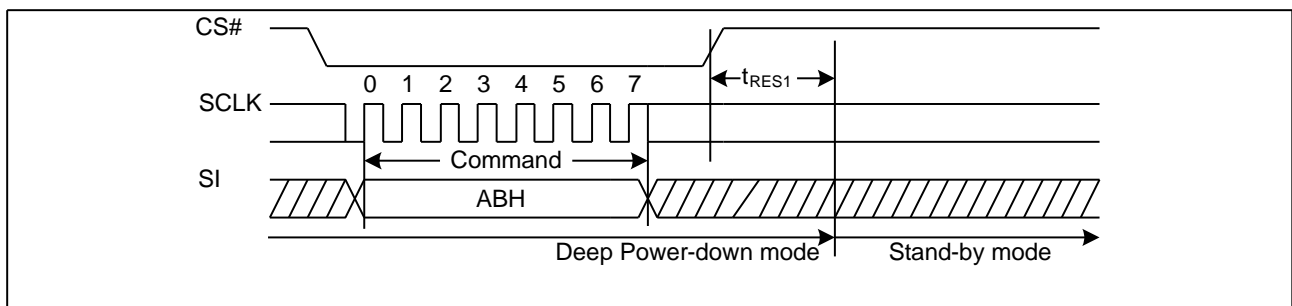 CS#
tRES1
0 1 2 3 4 5 6 7
SCLK
Command
SI
ABH
Deep Power-down mode Stand-by mode